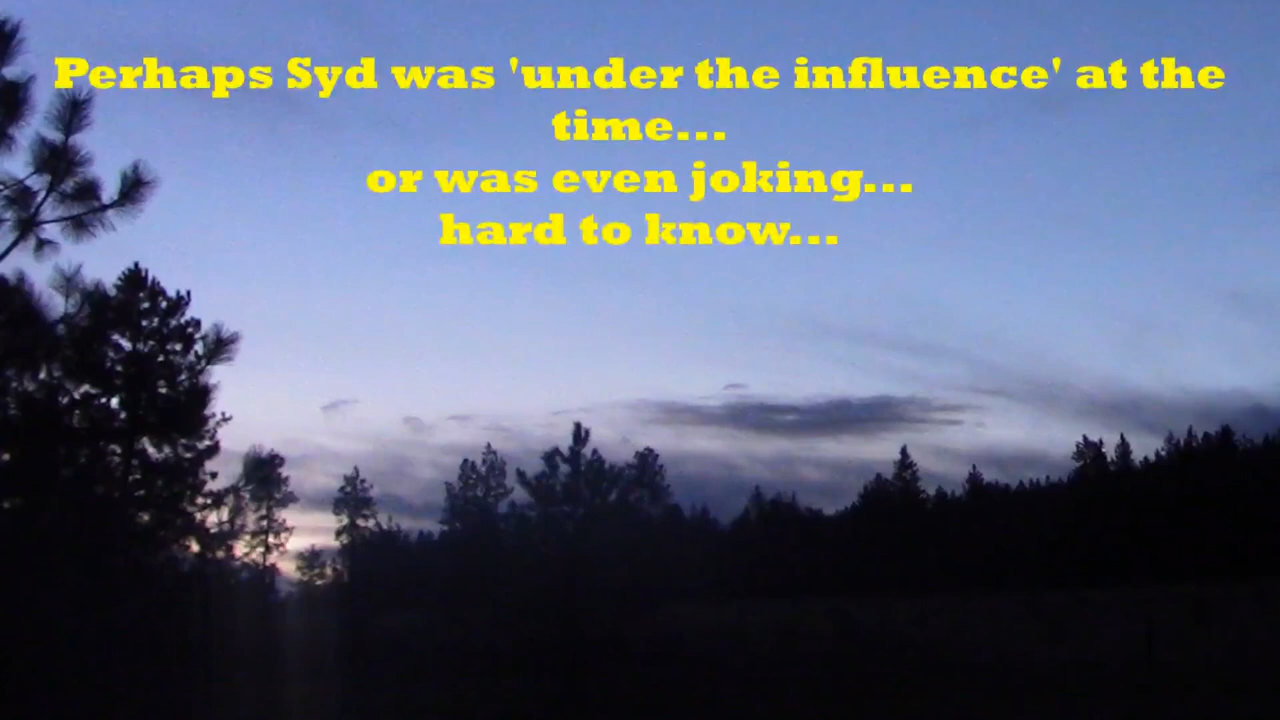 Perhaps Syd was 'under the influence' at the
time...
or was even joking...
hard to know...